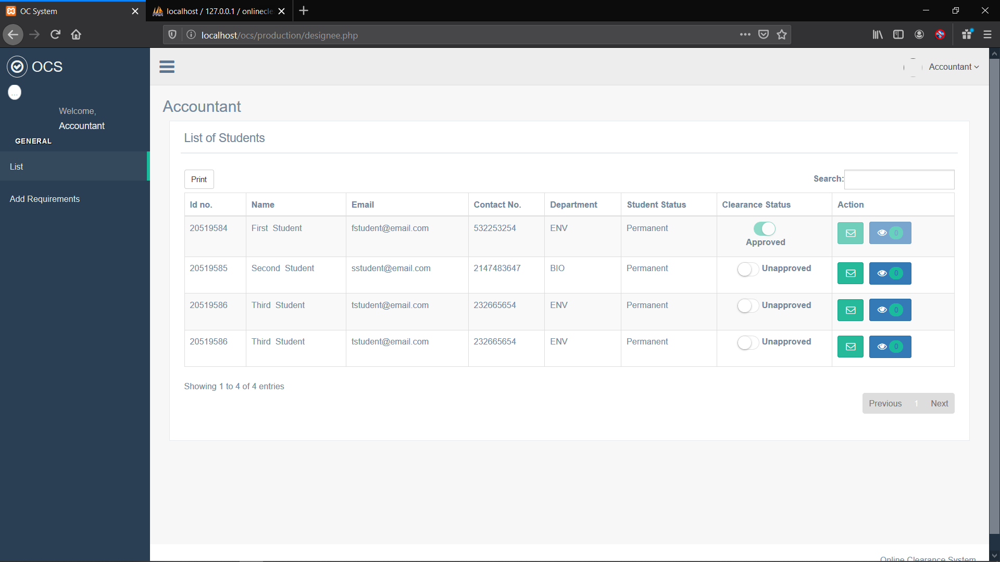 OC System
localhost / 127.0.0.1 / onlinecle
localhost/ocs/production/designee.php
OCS
...
Welcome,
Accountant
GENERAL
List
Add Requirements
Accountant
Accountant
List of Students
Print
Search:
Id no. Name Email Contact No. Department Student Status Clearance Status Action
20519584 First Student fstudent@email.com 532253254 ENV Permanent Approved 0
20519585 Second Student sstudent@email.com 2147483647 BIO Permanent Unapproved 0
20519586 Third Student tstudent@email.com 232665654 ENV Permanent Unapproved 0
20519586 Third Student tstudent@email.com 232665654 ENV Permanent Unapproved 0
Showing 1 to 4 of 4 entries
Previous 1 Next
Online Clearance System